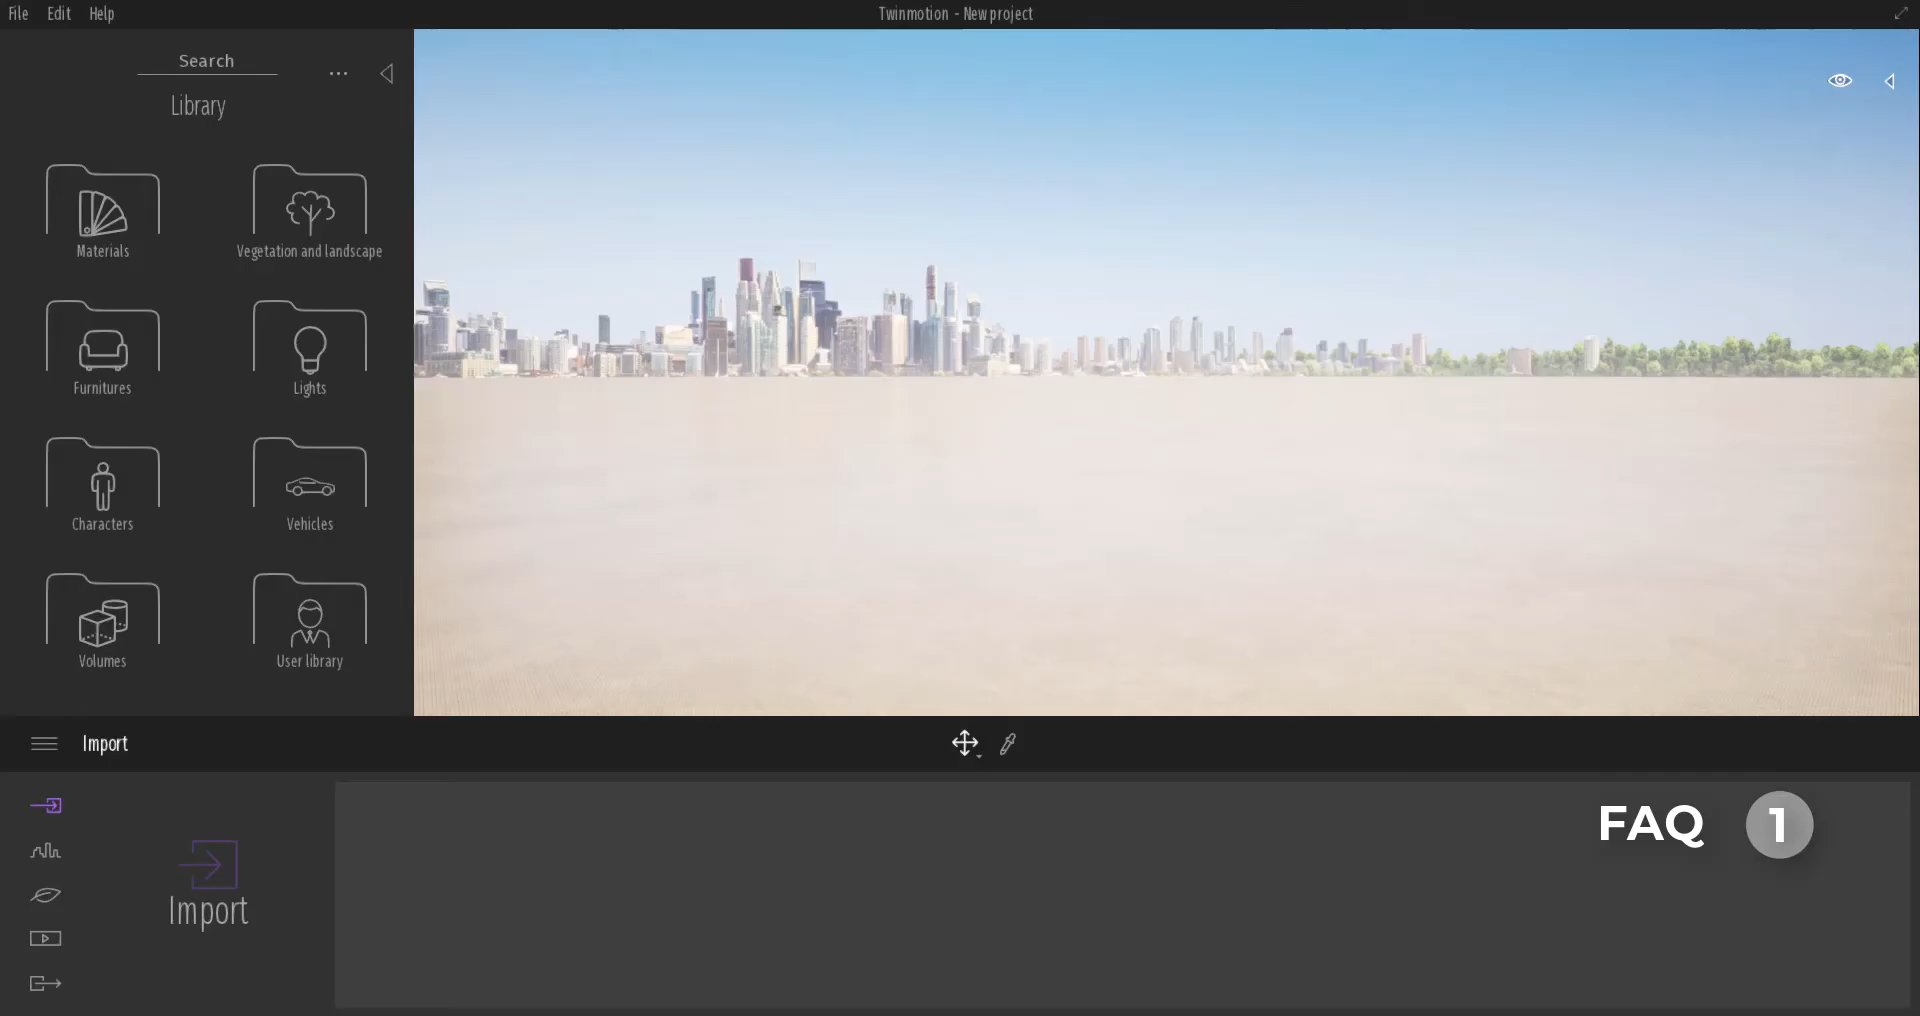 File Edit Help
Twinmotion - New project
Search
Library
Materials
Vegetation and landscape
Furnitures
Lights
Characters
Vehicles
Volumes
User library
Import
FAQ 1
Import